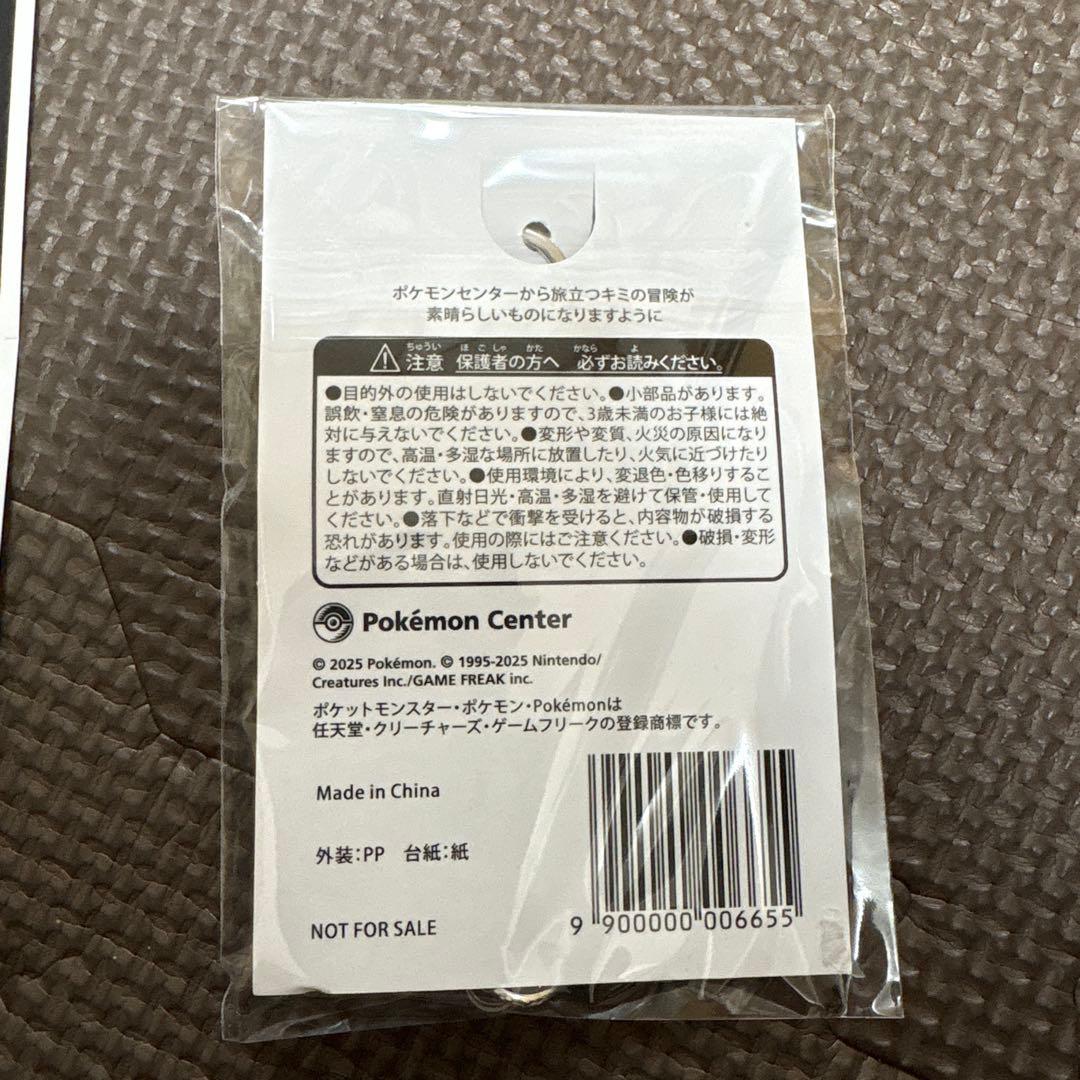 ポケモンセンターから旅立つキミの冒険が
素晴らしいものになりますように
ちゅうい ほごしゃ かた かなら よ
注意 保護者の方へ 必ずお読みください。
●目的外の使用はしないでください。●小部品があります。
誤飲・窒息の危険がありますので、3歳未満のお子様には絶
対に与えないでください。●変形や変質、火災の原因になり
ますので、高温・多湿な場所に放置したり、火気に近づけたり
しないでください。●使用環境により、変退色・色移りするこ
とがあります。直射日光・高温・多湿を避けて保管・使用して
ください。●落下などで衝撃を受けると、内容物が破損する
恐れがあります。使用の際にはご注意ください。●破損・変形
などがある場合は、使用しないでください。
Pokémon Center
© 2025 Pokémon. © 1995-2025 Nintendo/
Creatures Inc./GAME FREAK inc.
ポケットモンスター・ポケモン・Pokémonは
任天堂・クリーチャーズ・ゲームフリークの登録商標です。
Made in China
外装:PP 台紙:紙
NOT FOR SALE
9 900000 006655